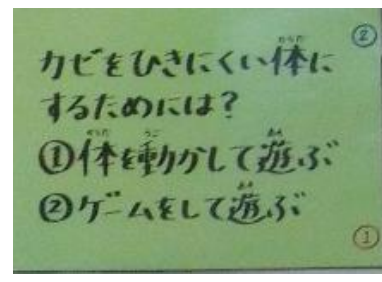 ②
カビをひきにくい体に
するためには？
①体を動かして遊ぶ
②ゲームをして遊ぶ
①